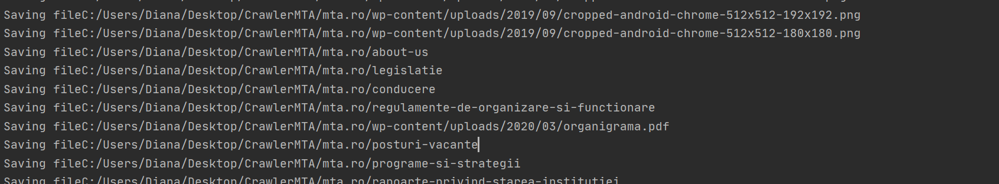 Saving fileC:/Users/Diana/Desktop/CrawlerMTA/mta.ro/wp-content/uploads/2019/09/cropped-android-chrome-512x512-192x192.png
Saving fileC:/Users/Diana/Desktop/CrawlerMTA/mta.ro/wp-content/uploads/2019/09/cropped-android-chrome-512x512-180x180.png
Saving fileC:/Users/Diana/Desktop/CrawlerMTA/mta.ro/about-us
Saving fileC:/Users/Diana/Desktop/CrawlerMTA/mta.ro/legislatie
Saving fileC:/Users/Diana/Desktop/CrawlerMTA/mta.ro/conducere
Saving fileC:/Users/Diana/Desktop/CrawlerMTA/mta.ro/regulamente-de-organizare-si-functionare
Saving fileC:/Users/Diana/Desktop/CrawlerMTA/mta.ro/wp-content/uploads/2020/03/organigrama.pdf
Saving fileC:/Users/Diana/Desktop/CrawlerMTA/mta.ro/posturi-vacante
Saving fileC:/Users/Diana/Desktop/CrawlerMTA/mta.ro/programe-si-strategii
Saving fileC:/Users/Diana/Desktop/CrawlerMTA/mta.ro/rapoarte-privind-starea-institutiei